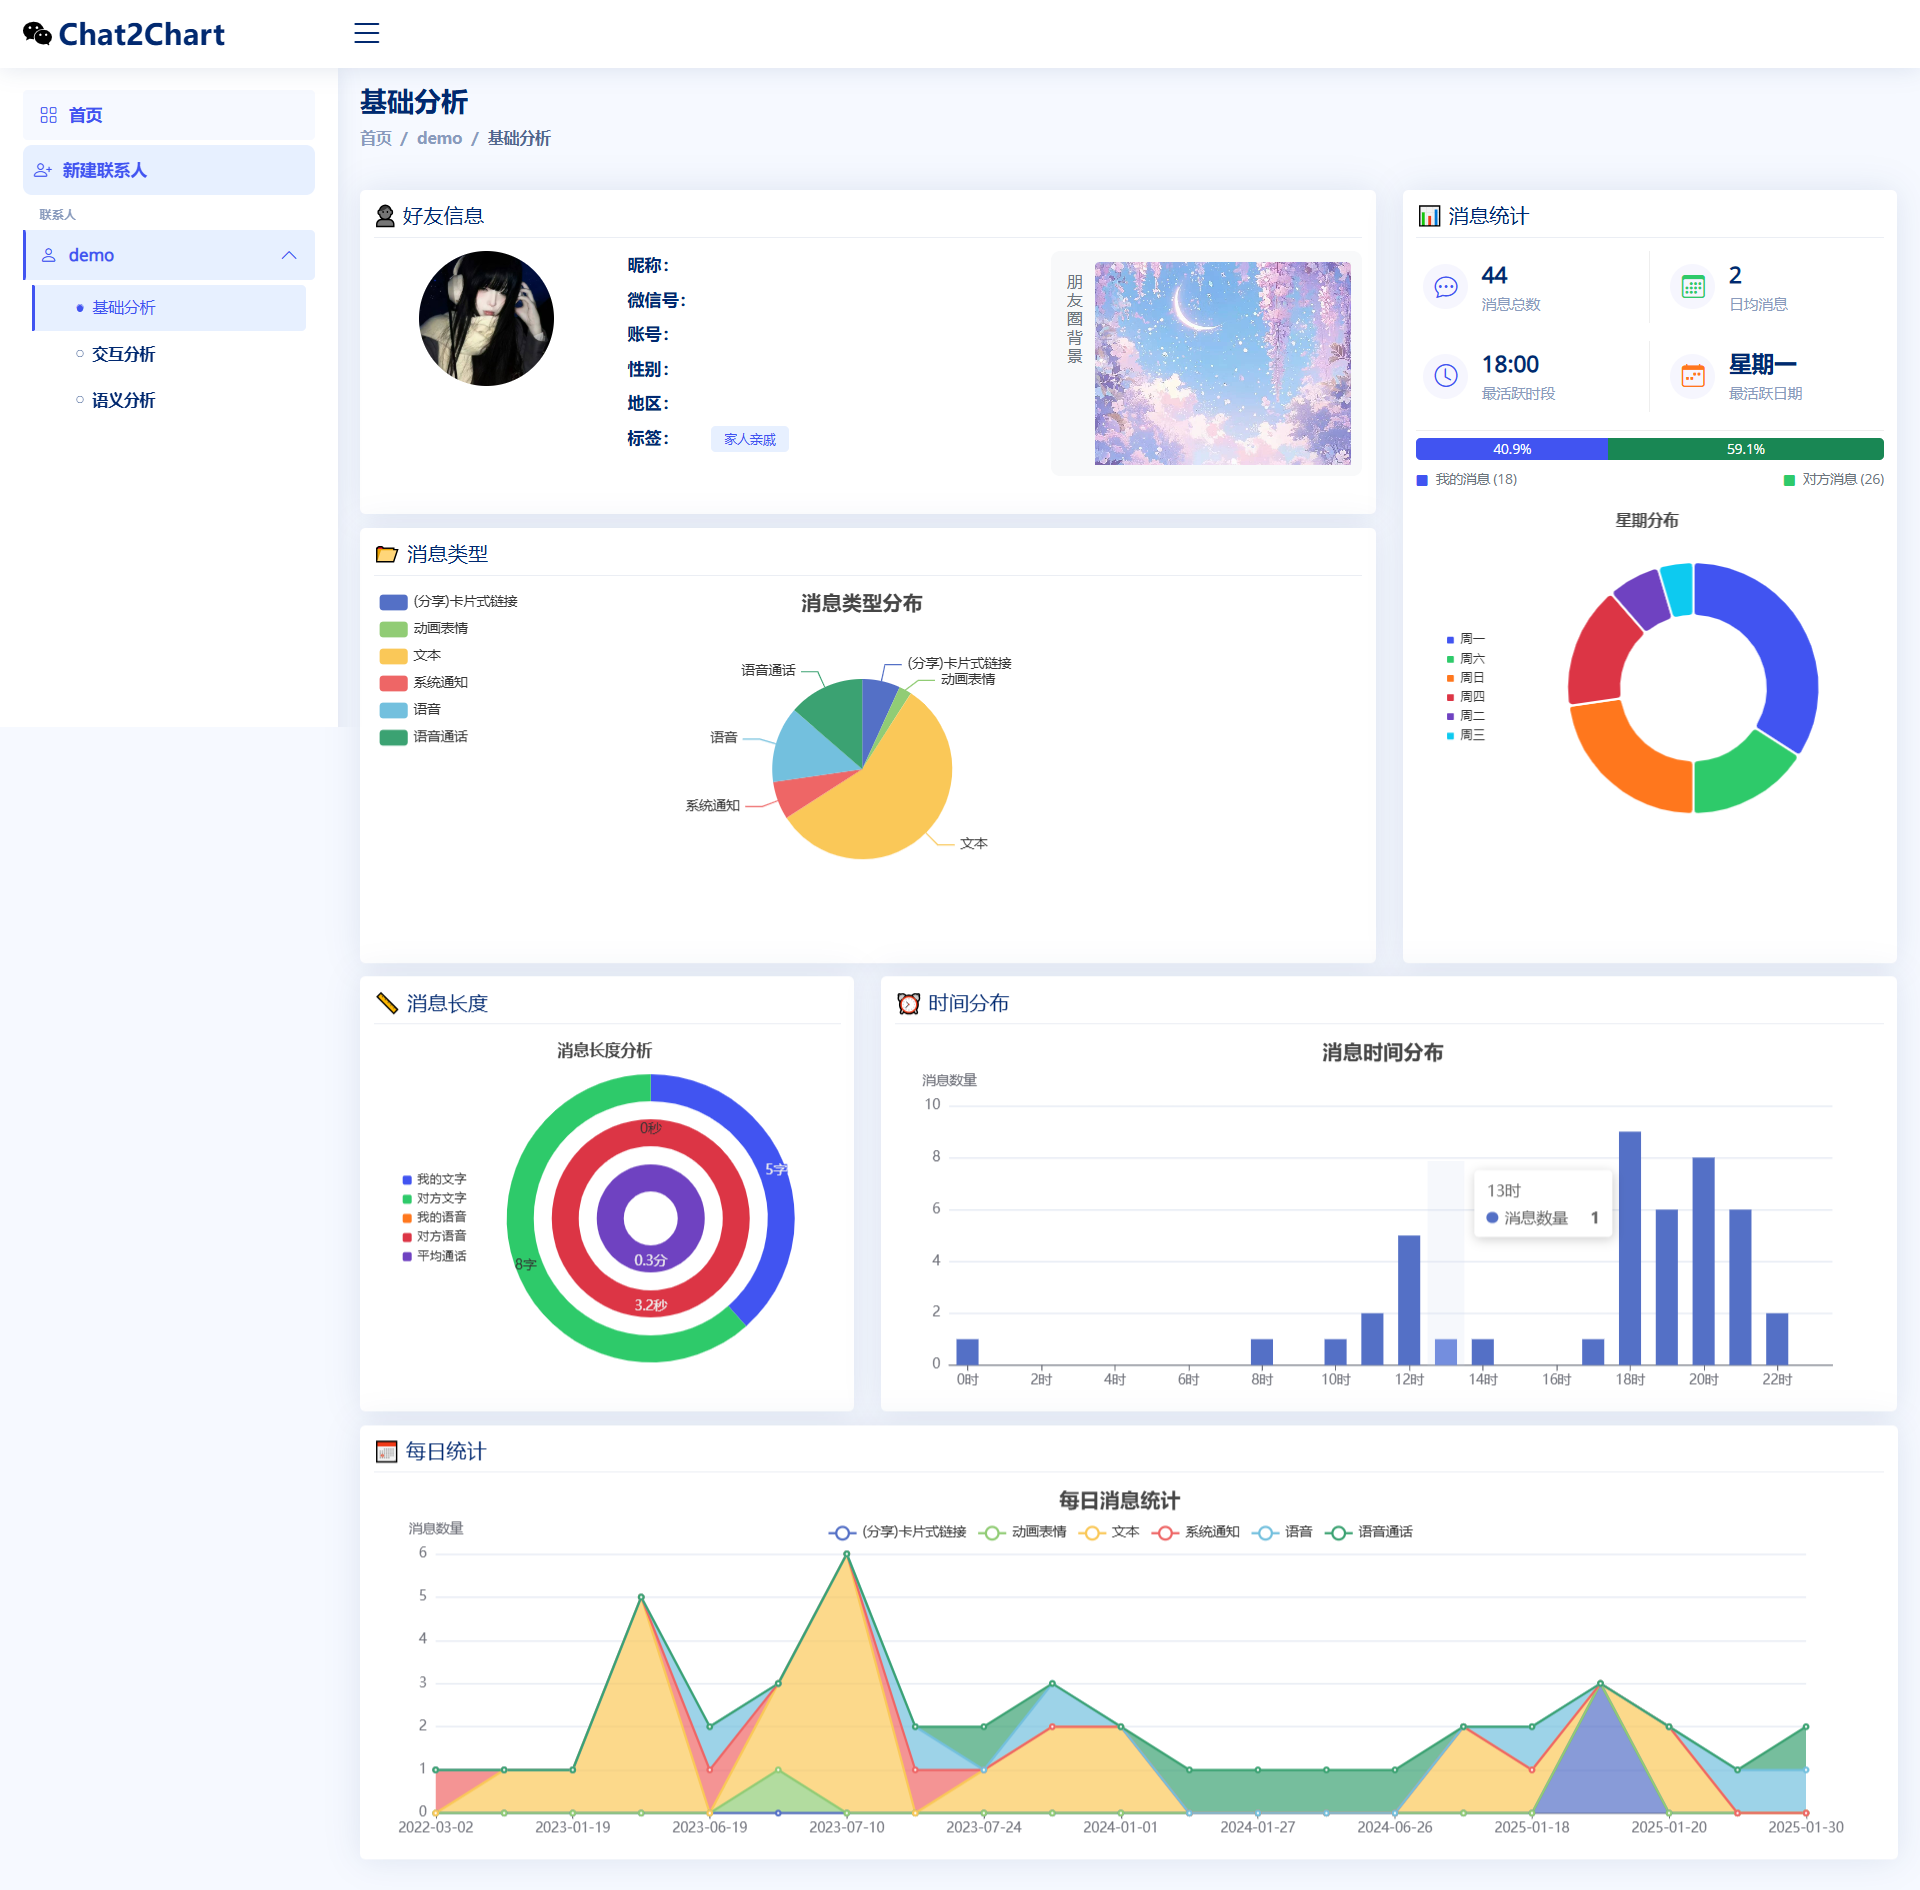 Chat2Chart
首页
新建联系人
联系人
demo
基础分析
交互分析
语义分析
基础分析
首页 / demo / 基础分析
好友信息
昵称：
微信号：
账号：
性别：
地区：
标签： 家人亲戚
朋友圈背景
消息统计
44
消息总数
2
日均消息
18:00
最活跃时段
星期一
最活跃日期
40.9% 59.1%
我的消息 (18) 对方消息 (26)
星期分布
周一
周六
周日
周四
周二
周三
消息类型
消息类型分布
(分享)卡片式链接
动画表情
文本
系统通知
语音
语音通话
语音通话
(分享)卡片式链接
动画表情
语音
系统通知
文本
消息长度
消息长度分析
我的文字
对方文字
我的语音
对方语音
平均通话
0秒
5字
8字
0.3分
3.2秒
时间分布
消息时间分布
消息数量
10
8
6
4
2
0
13时
消息数量 1
0时 2时 4时 6时 8时 10时 12时 14时 16时 18时 20时 22时
每日统计
每日消息统计
消息数量
(分享)卡片式链接 动画表情 文本 系统通知 语音 语音通话
6
5
4
3
2
1
0
2022-03-02 2023-01-19 2023-06-19 2023-07-10 2023-07-24 2024-01-01 2024-01-27 2024-06-26 2025-01-18 2025-01-20 2025-01-30